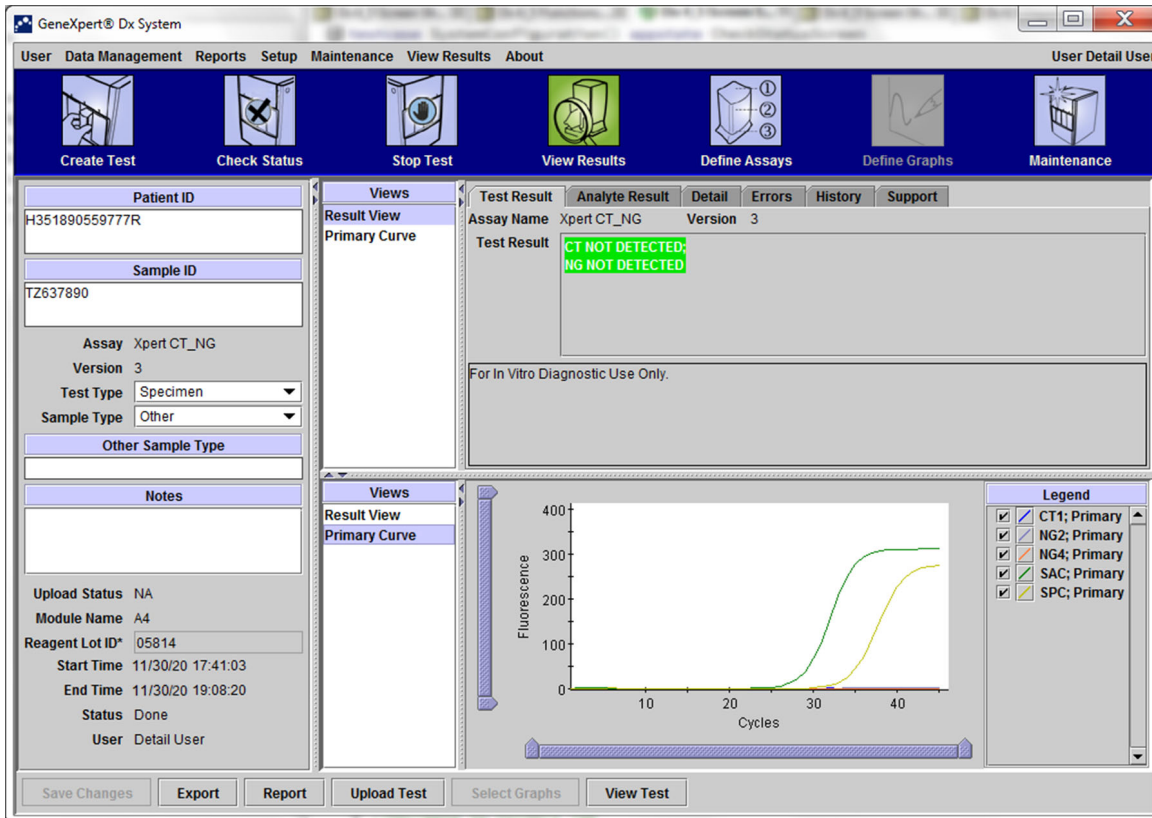 GeneXpert® Dx System
User Data Management Reports Setup Maintenance View Results About User Detail User
Create Test Check Status Stop Test View Results Define Assays Define Graphs Maintenance
Patient ID
H351890559777R
Sample ID
TZ637890
Assay Xpert CT_NG
Version 3
Test Type Specimen
Sample Type Other
Other Sample Type
Notes
Upload Status NA
Module Name A4
Reagent Lot ID* 05814
Start Time 11/30/20 17:41:03
End Time 11/30/20 19:08:20
Status Done
User Detail User
Views
Result View
Primary Curve
Test Result Analyte Result Detail Errors History Support
Assay Name Xpert CT_NG Version 3
Test Result CT NOT DETECTED;
NG NOT DETECTED
For In Vitro Diagnostic Use Only.
Views
Result View
Primary Curve
400
300
200
100
0
Fluorescence
10 20 30 40
Cycles
Legend
CT1; Primary
NG2; Primary
NG4; Primary
SAC; Primary
SPC; Primary
Save Changes Export Report Upload Test Select Graphs View Test